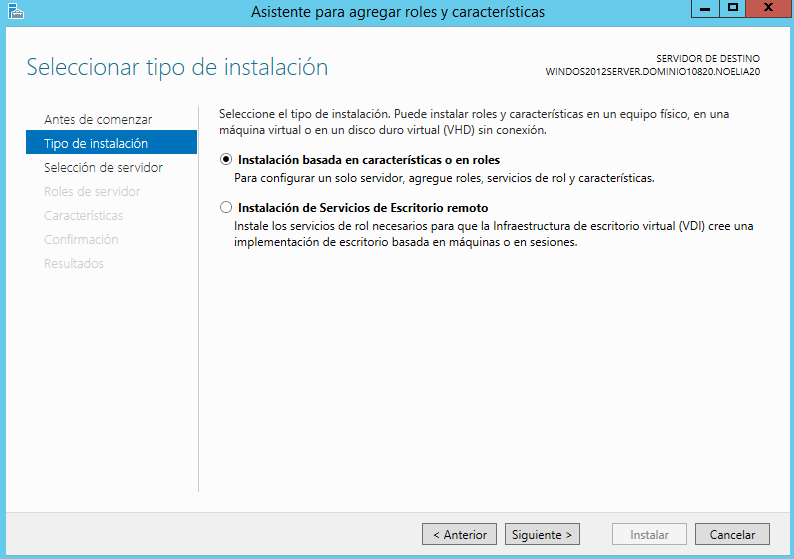 Asistente para agregar roles y características
Seleccionar tipo de instalación
SERVIDOR DE DESTINO
WINDOS2012SERVER.DOMINIO10820.NOELIA20
Antes de comenzar
Tipo de instalación
Selección de servidor
Roles de servidor
Características
Confirmación
Resultados
Seleccione el tipo de instalación. Puede instalar roles y características en un equipo físico, en una
máquina virtual o en un disco duro virtual (VHD) sin conexión.
Instalación basada en características o en roles
Para configurar un solo servidor, agregue roles, servicios de rol y características.
Instalación de Servicios de Escritorio remoto
Instale los servicios de rol necesarios para que la Infraestructura de escritorio virtual (VDI) cree una
implementación de escritorio basada en máquinas o en sesiones.
< Anterior
Siguiente >
Instalar
Cancelar